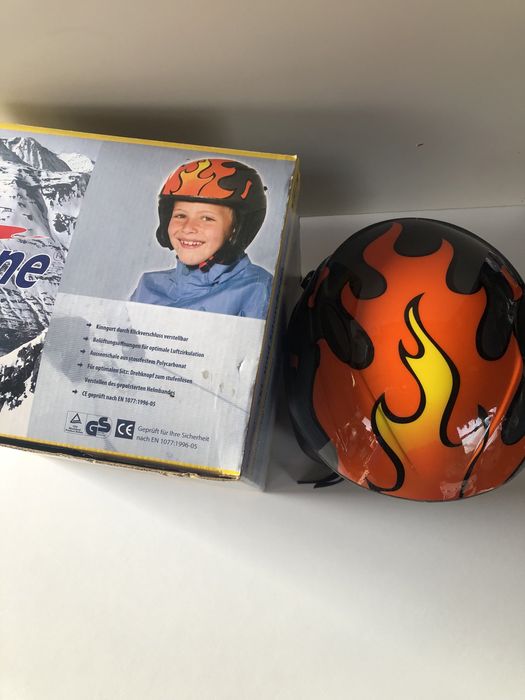 ne
Kinngurt durch Klickverschluss verstellbar
Belüftungsöffnungen für optimale Luftzirkulation
Aussenschale aus stossfestem Polycarbonat
Für optimalen Sitz: Drehknopf zum stufenlosen
Verstellen des gepolsterten Helmbandes
CE geprüft nach EN 1077:1996-05
GS
CE
Geprüft für Ihre Sicherheit
nach EN 1077:1996-05